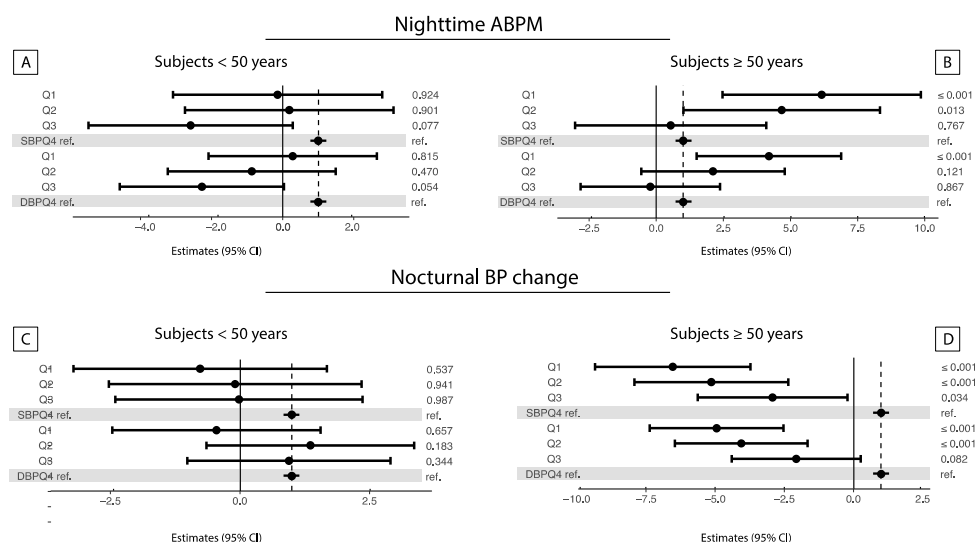 Nighttime ABPM
A
Subjects < 50 years
Q1 0.924
Q2 0.901
Q3 0.077
SBPQ4 ref. ref.
Q1 0.815
Q2 0.470
Q3 0.054
DBPQ4 ref. ref.
−4.0 0.0 2.0
Estimates (95% CI)
Subjects ≥ 50 years
B
Q1 ≤ 0.001
Q2 0.013
Q3 0.767
SBPQ4 ref. ref.
Q1 ≤ 0.001
Q2 0.121
Q3 0.867
DBPQ4 ref. ref.
−2.5 0.0 2.5 5.0 7.5 10.0
Estimates (95% CI)
Nocturnal BP change
C
Subjects < 50 years
Q1 0.537
Q2 0.941
Q3 0.987
SBPQ4 ref. ref.
Q1 0.657
Q2 0.183
Q3 0.344
DBPQ4 ref. ref.
−2.5 0.0 2.5
Estimates (95% CI)
Subjects ≥ 50 years
D
Q1 ≤ 0.001
Q2 ≤ 0.001
Q3 0.034
SBPQ4 ref. ref.
Q1 ≤ 0.001
Q2 ≤ 0.001
Q3 0.082
DBPQ4 ref. ref.
−10.0 −7.5 −5.0 −2.5 0.0 2.5
Estimates (95% CI)